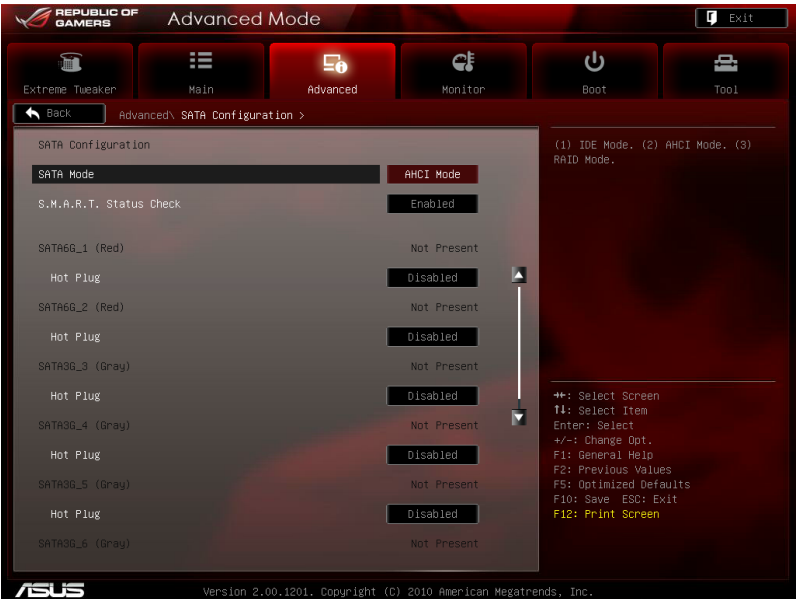 REPUBLIC OF
GAMERS
Advanced Mode
Exit
Extreme Tweaker
Main
Advanced
Monitor
Boot
Tool
Back
Advanced\ SATA Configuration >
SATA Configuration
SATA Mode
AHCI Mode
S.M.A.R.T. Status Check
Enabled
SATA6G_1 (Red)
Not Present
Hot Plug
Disabled
SATA6G_2 (Red)
Not Present
Hot Plug
Disabled
SATA3G_3 (Gray)
Not Present
Hot Plug
Disabled
SATA3G_4 (Gray)
Not Present
Hot Plug
Disabled
SATA3G_5 (Gray)
Not Present
Hot Plug
Disabled
SATA3G_6 (Gray)
Not Present
(1) IDE Mode. (2) AHCI Mode. (3)
RAID Mode.
→←: Select Screen
↑↓: Select Item
Enter: Select
+/-: Change Opt.
F1: General Help
F2: Previous Values
F5: Optimized Defaults
F10: Save ESC: Exit
F12: Print Screen
ASUS
Version 2.00.1201. Copyright (C) 2010 American Megatrends, Inc.